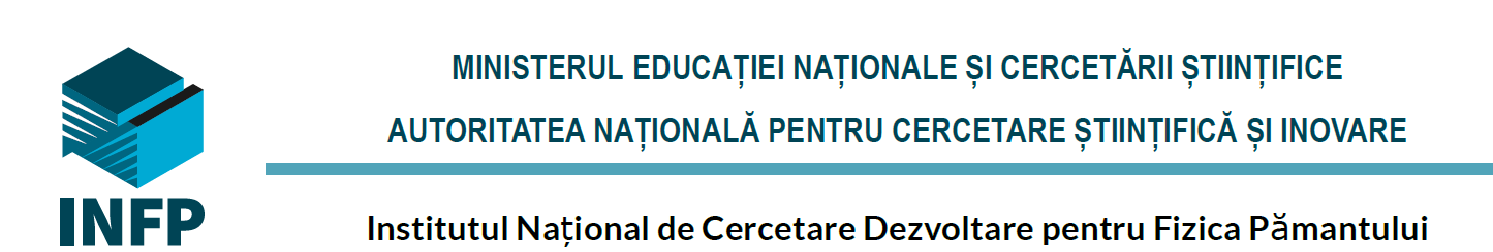 MINISTERUL EDUCAȚIEI NAȚIONALE ȘI CERCETĂRII ȘTIINȚIFICE
AUTORITATEA NAȚIONALĂ PENTRU CERCETARE ȘTIINȚIFICĂ ȘI INOVARE
INFP
Institutul Național de Cercetare Dezvoltare pentru Fizica Pămantului